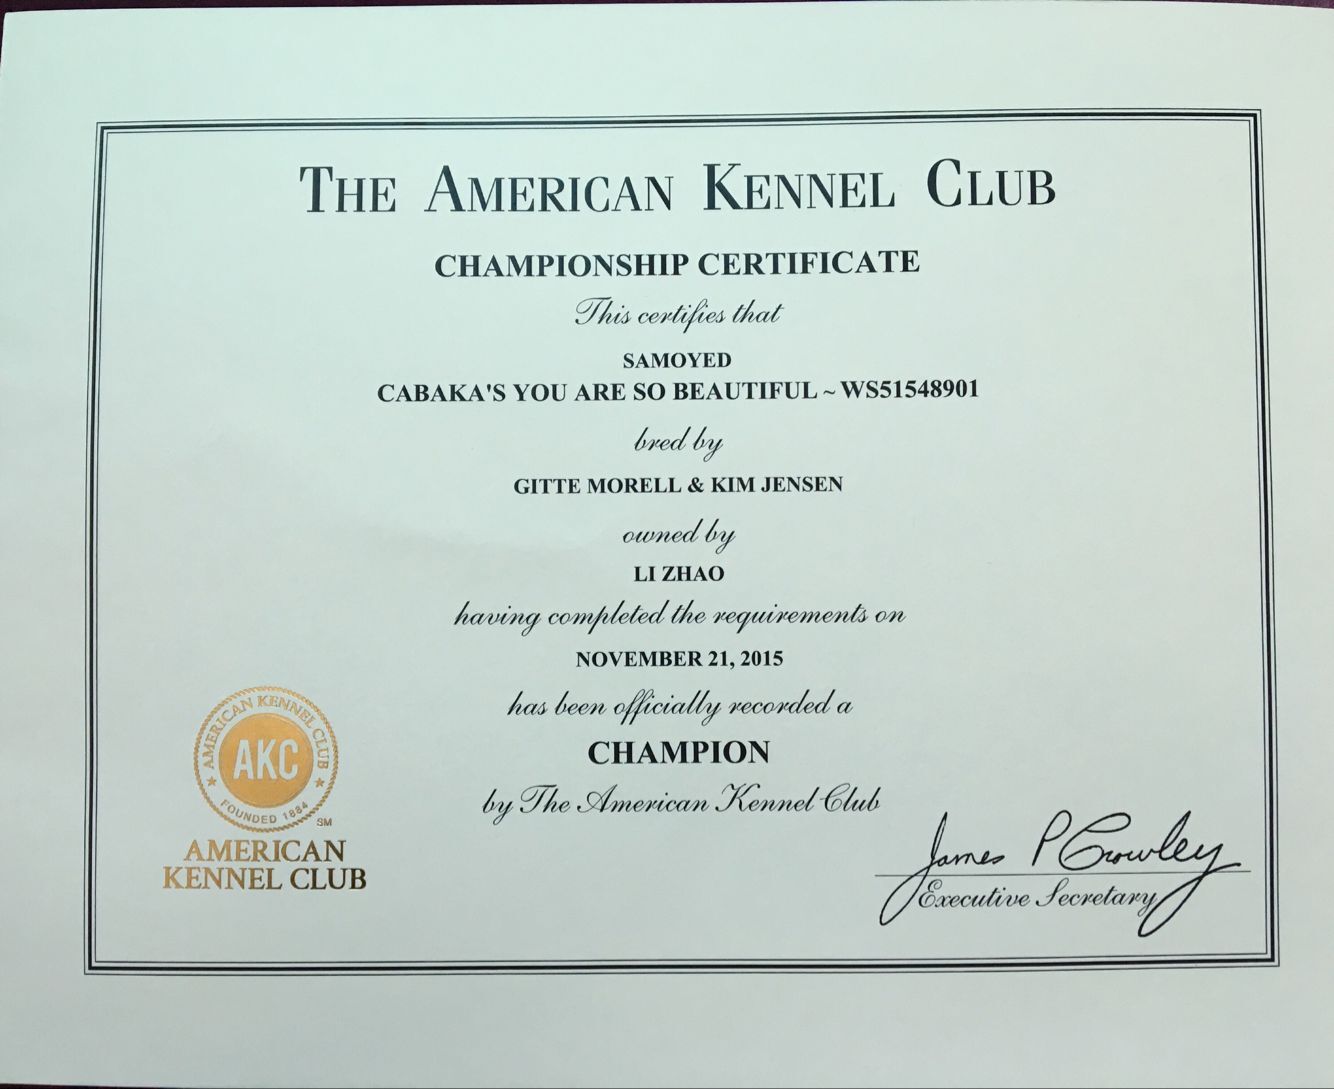 THE AMERICAN KENNEL CLUB
CHAMPIONSHIP CERTIFICATE
This certifies that
SAMOYED
CABAKA'S YOU ARE SO BEAUTIFUL ~ WS51548901
bred by
GITTE MORELL & KIM JENSEN
owned by
LI ZHAO
having completed the requirements on
NOVEMBER 21, 2015
has been officially recorded a
CHAMPION
by The American Kennel Club
AMERICAN KENNEL CLUB
AKC
FOUNDED 1884
SM
AMERICAN
KENNEL CLUB
James P Crowley
Executive Secretary